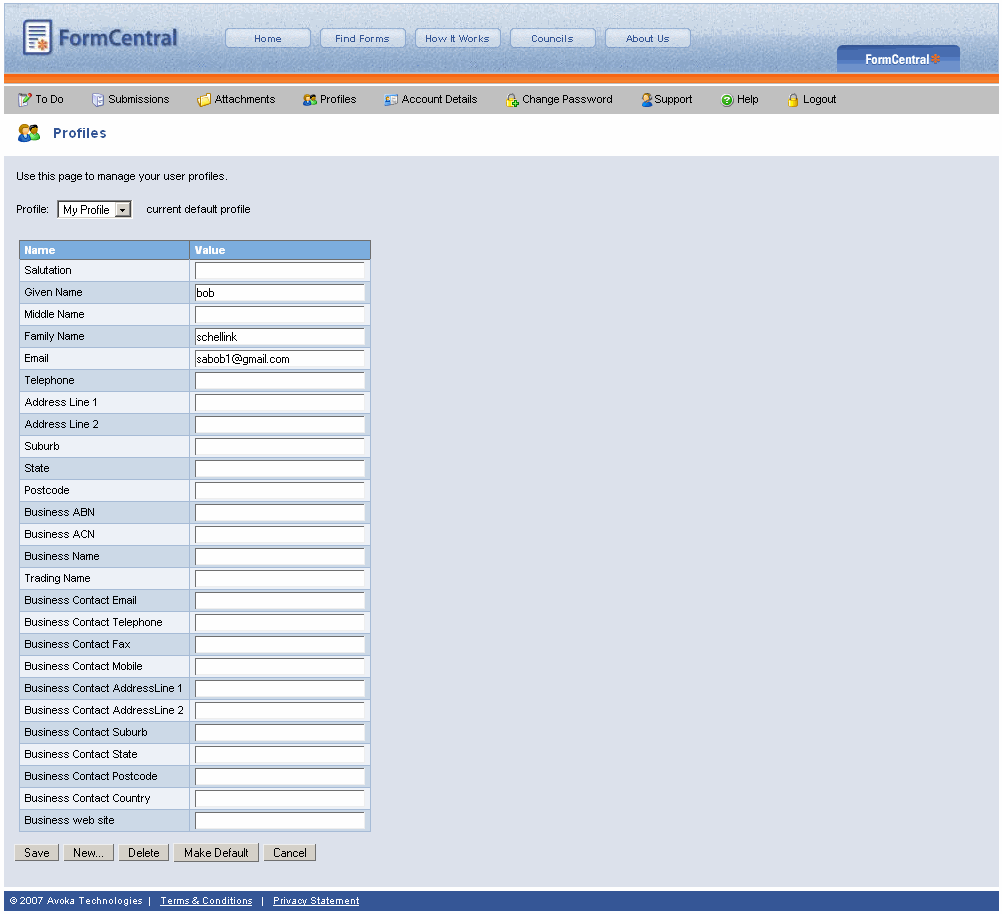 FormCentral
Home Find Forms How It Works Councils About Us
FormCentral*
To Do Submissions Attachments Profiles Account Details Change Password Support Help Logout
Profiles
Use this page to manage your user profiles.
Profile: My Profile current default profile
Name Value
Salutation
Given Name bob
Middle Name
Family Name schellink
Email sabob1@gmail.com
Telephone
Address Line 1
Address Line 2
Suburb
State
Postcode
Business ABN
Business ACN
Business Name
Trading Name
Business Contact Email
Business Contact Telephone
Business Contact Fax
Business Contact Mobile
Business Contact AddressLine 1
Business Contact AddressLine 2
Business Contact Suburb
Business Contact State
Business Contact Postcode
Business Contact Country
Business web site
Save New... Delete Make Default Cancel
© 2007 Avoka Technologies | Terms & Conditions | Privacy Statement